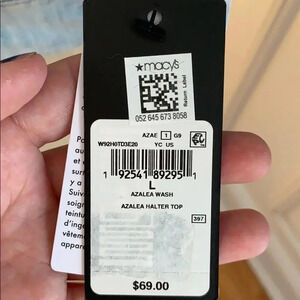 ★macy's
Return Label
052 645 673 8058
AZAE 1 G9
W92H0TD3E20 YC US
1 92541 89295 1
L
AZALEA WASH
AZALEA HALTER TOP
397
$69.00